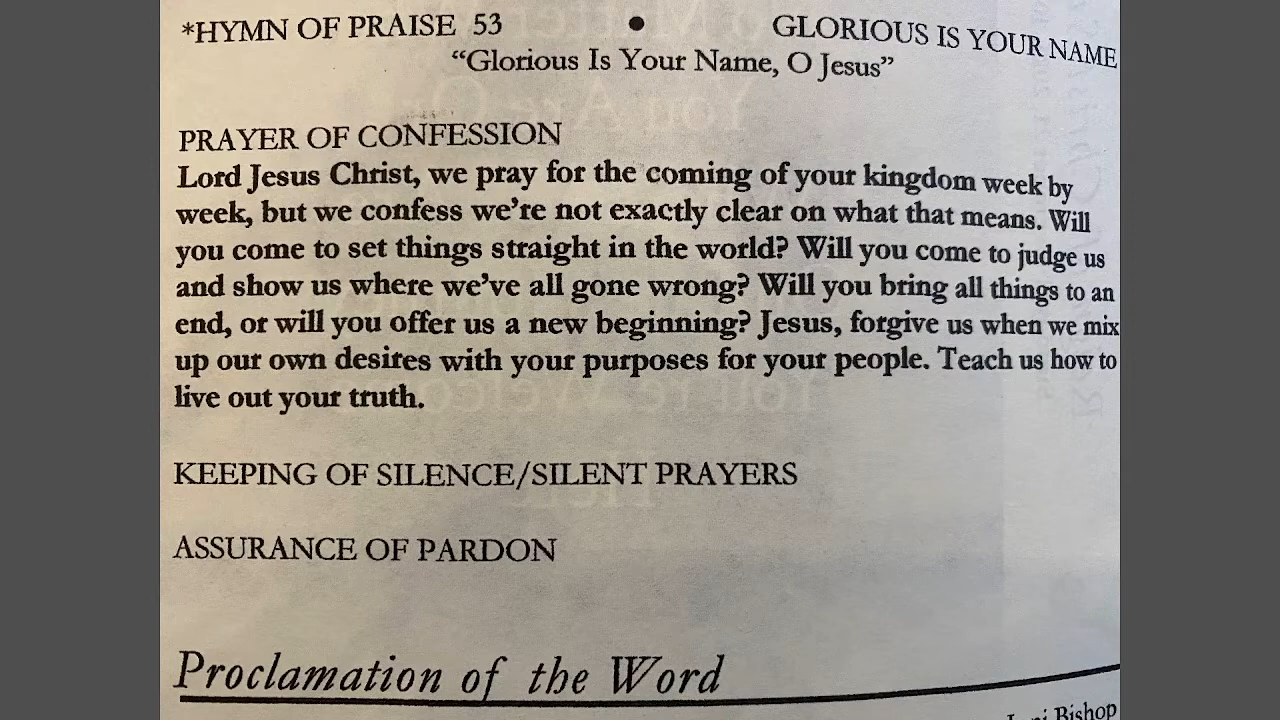 *HYMN OF PRAISE 53 • GLORIOUS IS YOUR NAME
“Glorious Is Your Name, O Jesus”
PRAYER OF CONFESSION
Lord Jesus Christ, we pray for the coming of your kingdom week by
week, but we confess we’re not exactly clear on what that means. Will
you come to set things straight in the world? Will you come to judge us
and show us where we’ve all gone wrong? Will you bring all things to an
end, or will you offer us a new beginning? Jesus, forgive us when we mix
up our own desires with your purposes for your people. Teach us how to
live out your truth.
KEEPING OF SILENCE/SILENT PRAYERS
ASSURANCE OF PARDON
Proclamation of the Word
Bishop